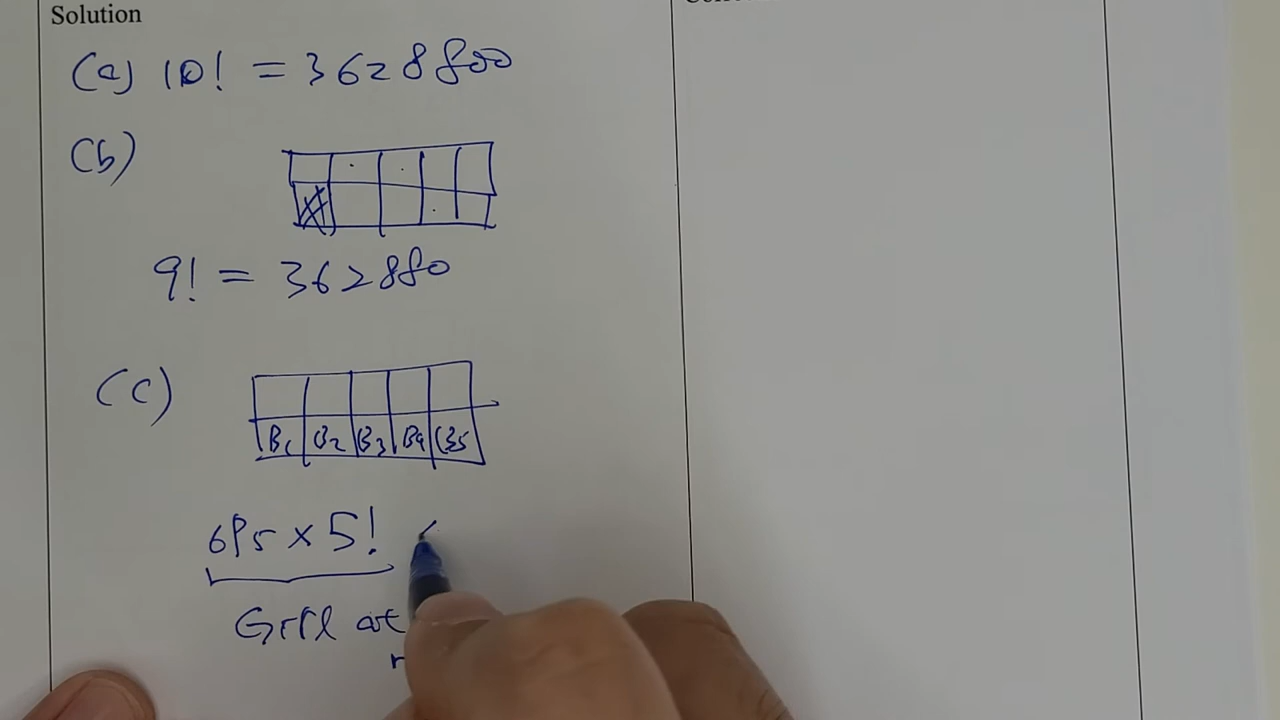 Solution
(a) 10! = 3628800
(b)
9! = 362880
(c)
B1 B2 B3 B4 B5
6P5 × 5!
Girl at